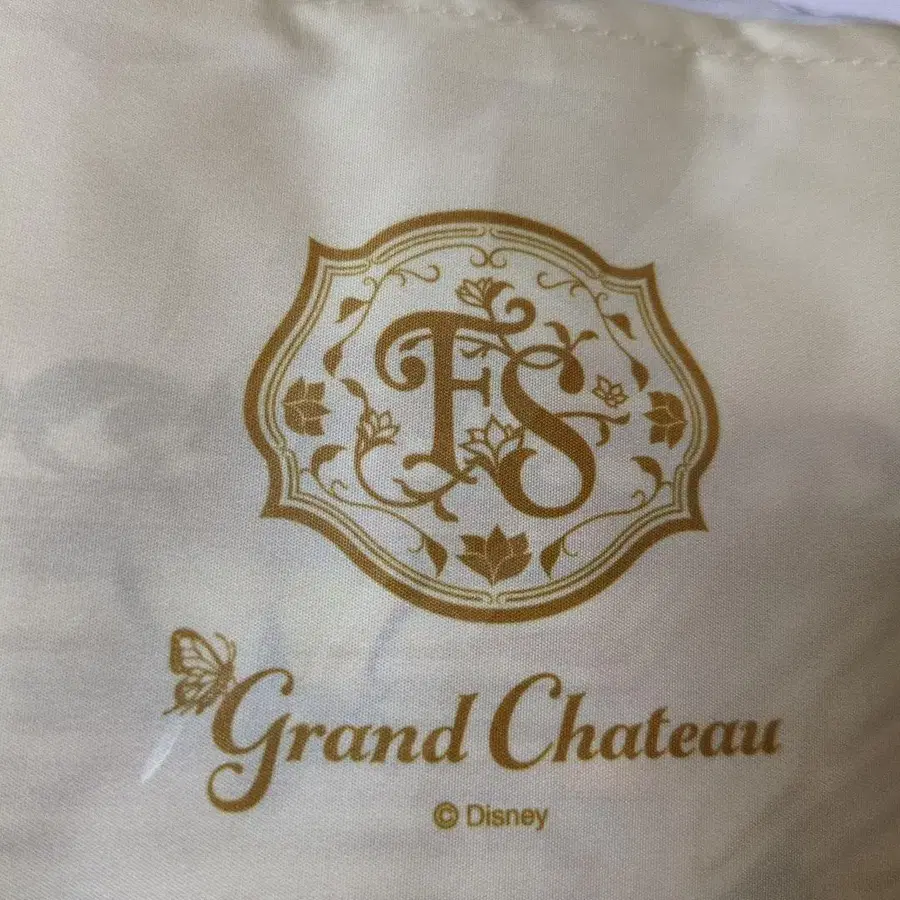 FS
Grand Chateau
© Disney